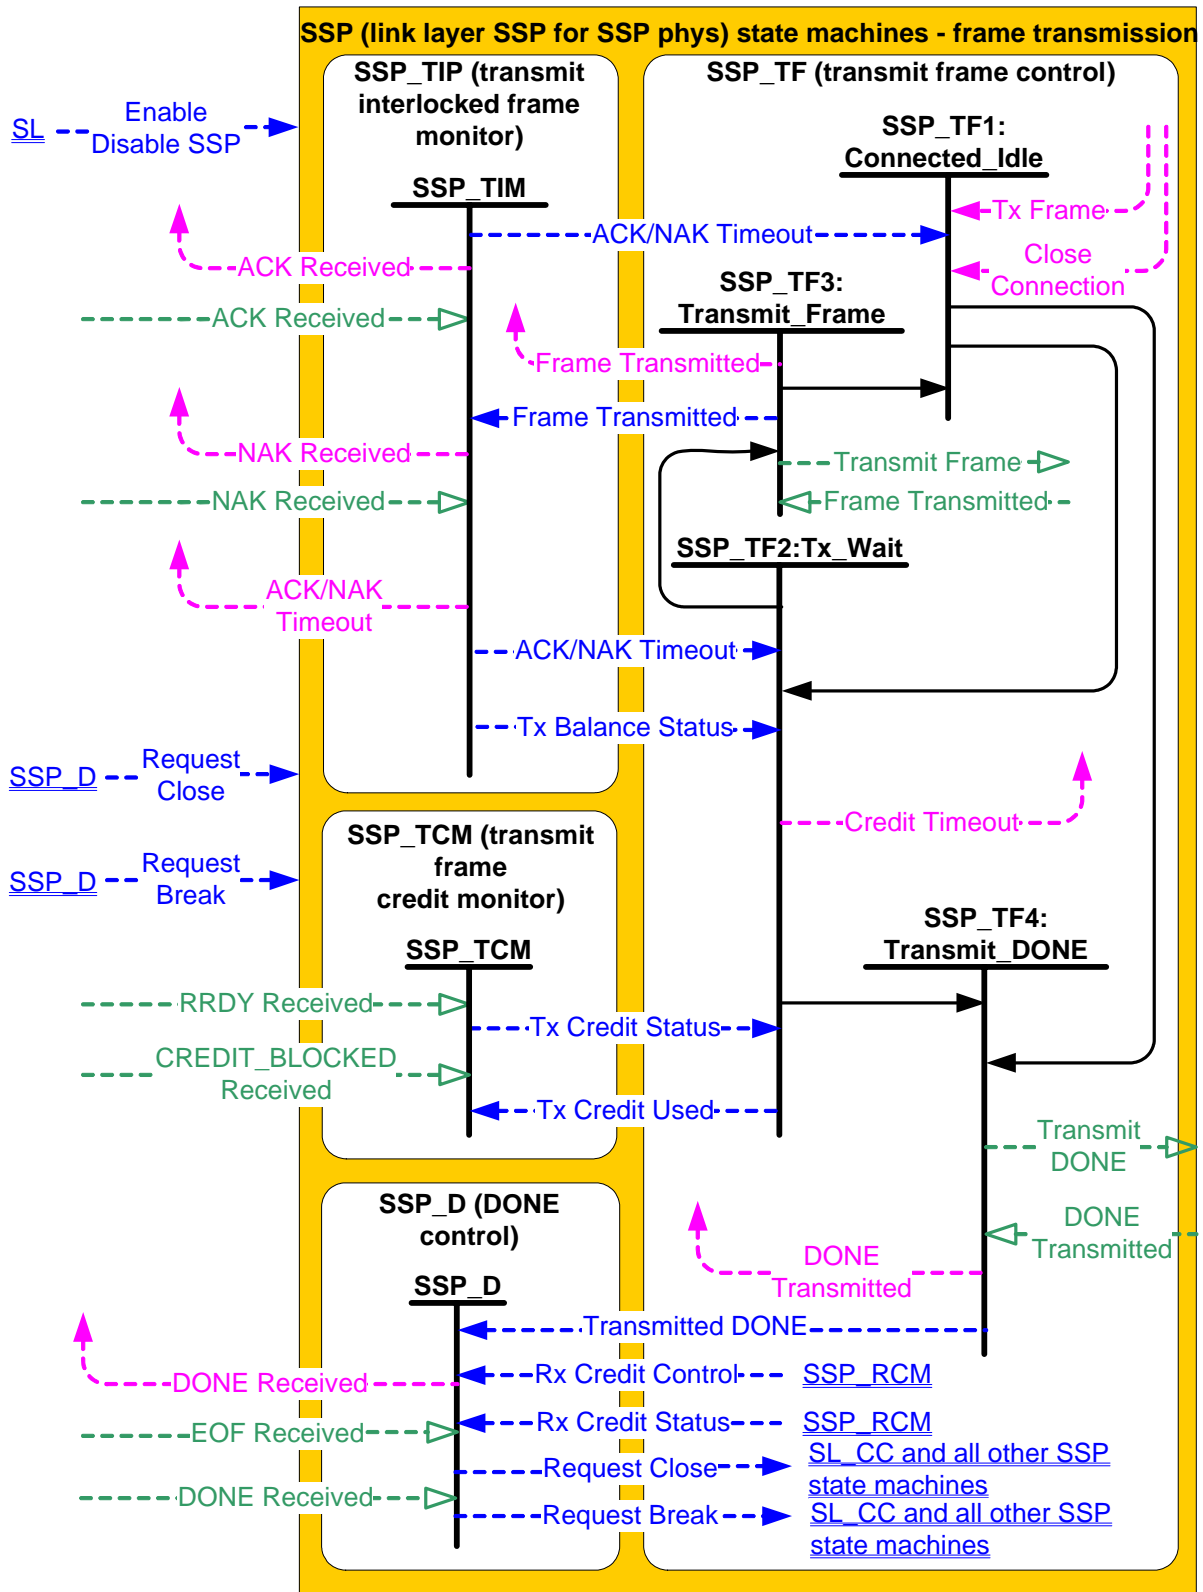 SSP (link layer SSP for SSP phys) state machines - frame transmission
SSP_TIP (transmit
interlocked frame
monitor)
SSP_TF (transmit frame control)
SL
Enable
Disable SSP
SSP_TF1:
Connected_Idle
SSP_TIM
Tx Frame
ACK/NAK Timeout
ACK Received
Close
Connection
SSP_TF3:
Transmit_Frame
ACK Received
Frame Transmitted
Frame Transmitted
NAK Received
Transmit Frame
NAK Received
Frame Transmitted
SSP_TF2:Tx_Wait
ACK/NAK
Timeout
ACK/NAK Timeout
Tx Balance Status
SSP_D
Request
Close
Credit Timeout
SSP_TCM (transmit
frame
credit monitor)
SSP_D
Request
Break
SSP_TF4:
Transmit_DONE
SSP_TCM
RRDY Received
Tx Credit Status
CREDIT_BLOCKED
Received
Tx Credit Used
Transmit
DONE
SSP_D (DONE
control)
DONE
Transmitted
DONE
Transmitted
SSP_D
Transmitted DONE
DONE Received
Rx Credit Control
SSP_RCM
EOF Received
Rx Credit Status
SSP_RCM
Request Close
SL_CC and all other SSP
state machines
DONE Received
Request Break
SL_CC and all other SSP
state machines